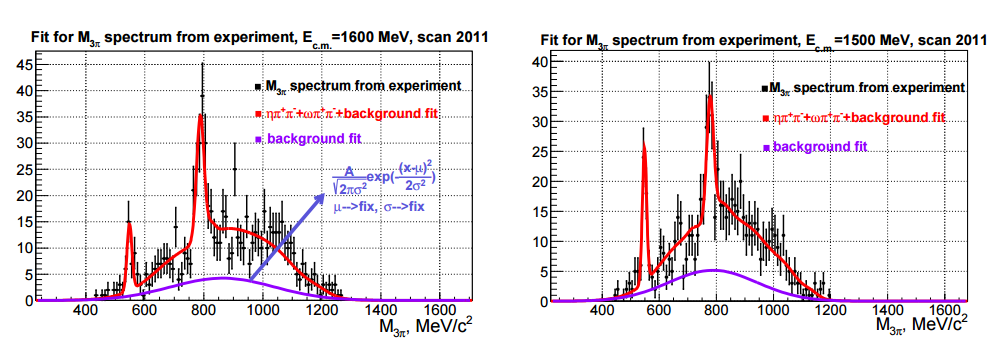 Fit for M3π spectrum from experiment, Ec.m.=1600 MeV, scan 2011
45
40
35
30
25
20
15
10
5
0
M3π spectrum from experiment
ηπ+π-+ωπ+π-+background fit
background fit
A/√2πσ² exp((x-μ)²/2σ²)
μ-->fix, σ-->fix
400 600 800 1000 1200 1400 1600
M3π, MeV/c²
Fit for M3π spectrum from experiment, Ec.m.=1500 MeV, scan 2011
40
35
30
25
20
15
10
5
0
M3π spectrum from experiment
ηπ+π-+ωπ+π-+background fit
background fit
400 600 800 1000 1200 1400 1600
M3π, MeV/c²